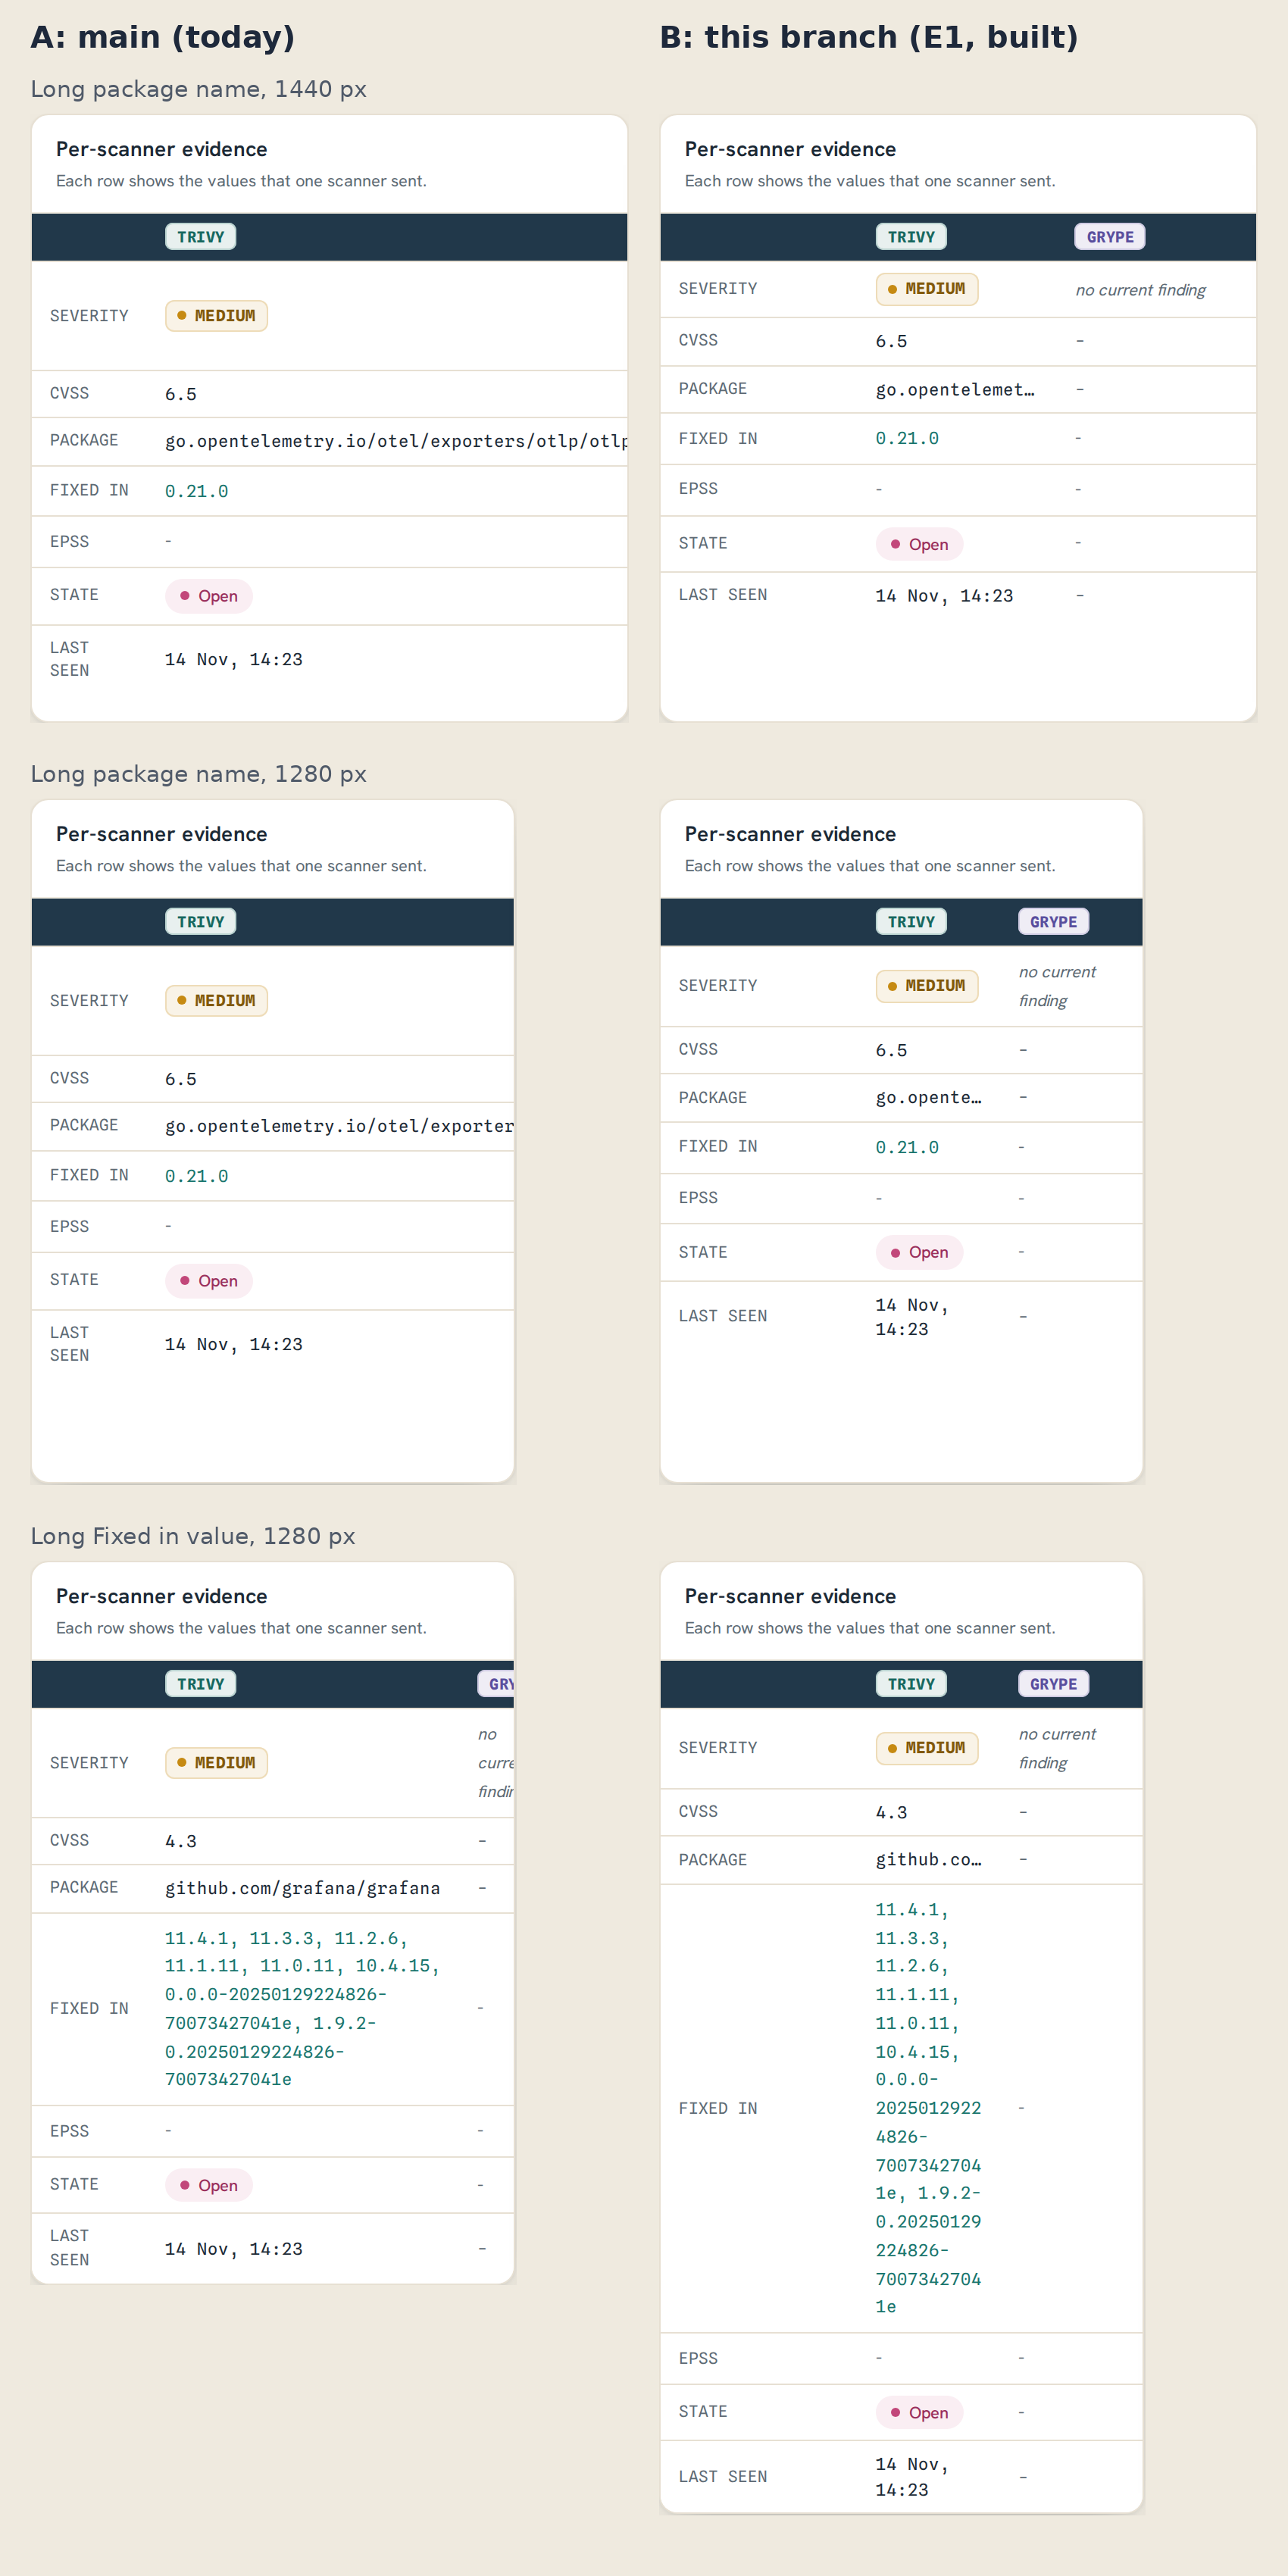 A: main (today)
B: this branch (E1, built)
Long package name, 1440 px
Per-scanner evidence
Each row shows the values that one scanner sent.
TRIVY
SEVERITY
MEDIUM
CVSS
6.5
PACKAGE
go.opentelemetry.io/otel/exporters/otlp/otlp
FIXED IN
0.21.0
EPSS
-
STATE
Open
LAST
SEEN
14 Nov, 14:23
Per-scanner evidence
Each row shows the values that one scanner sent.
TRIVY GRYPE
SEVERITY MEDIUM no current finding
CVSS 6.5 -
PACKAGE go.opentelemet… -
FIXED IN 0.21.0 -
EPSS - -
STATE Open -
LAST SEEN 14 Nov, 14:23 -
Long package name, 1280 px
Per-scanner evidence
Each row shows the values that one scanner sent.
TRIVY
SEVERITY
MEDIUM
CVSS
6.5
PACKAGE
go.opentelemetry.io/otel/exporter
FIXED IN
0.21.0
EPSS
-
STATE
Open
LAST
SEEN
14 Nov, 14:23
Per-scanner evidence
Each row shows the values that one scanner sent.
TRIVY GRYPE
SEVERITY MEDIUM
no current
finding
CVSS 6.5 -
PACKAGE go.opente… -
FIXED IN 0.21.0 -
EPSS - -
STATE Open -
LAST SEEN
14 Nov,
14:23
-
Long Fixed in value, 1280 px
Per-scanner evidence
Each row shows the values that one scanner sent.
TRIVY GRY
SEVERITY MEDIUM
no
curre
findin
CVSS 4.3 -
PACKAGE github.com/grafana/grafana -
FIXED IN
11.4.1, 11.3.3, 11.2.6,
11.1.11, 11.0.11, 10.4.15,
0.0.0-20250129224826-
70073427041e, 1.9.2-
0.20250129224826-
70073427041e
-
EPSS - -
STATE Open -
LAST
SEEN
14 Nov, 14:23 -
Per-scanner evidence
Each row shows the values that one scanner sent.
TRIVY GRYPE
SEVERITY MEDIUM
no current
finding
CVSS 4.3 -
PACKAGE github.co… -
FIXED IN
11.4.1,
11.3.3,
11.2.6,
11.1.11,
11.0.11,
10.4.15,
0.0.0-
2025012922
4826-
7007342704
1e, 1.9.2-
0.20250129
224826-
7007342704
1e
-
EPSS - -
STATE Open -
LAST SEEN
14 Nov,
14:23
-